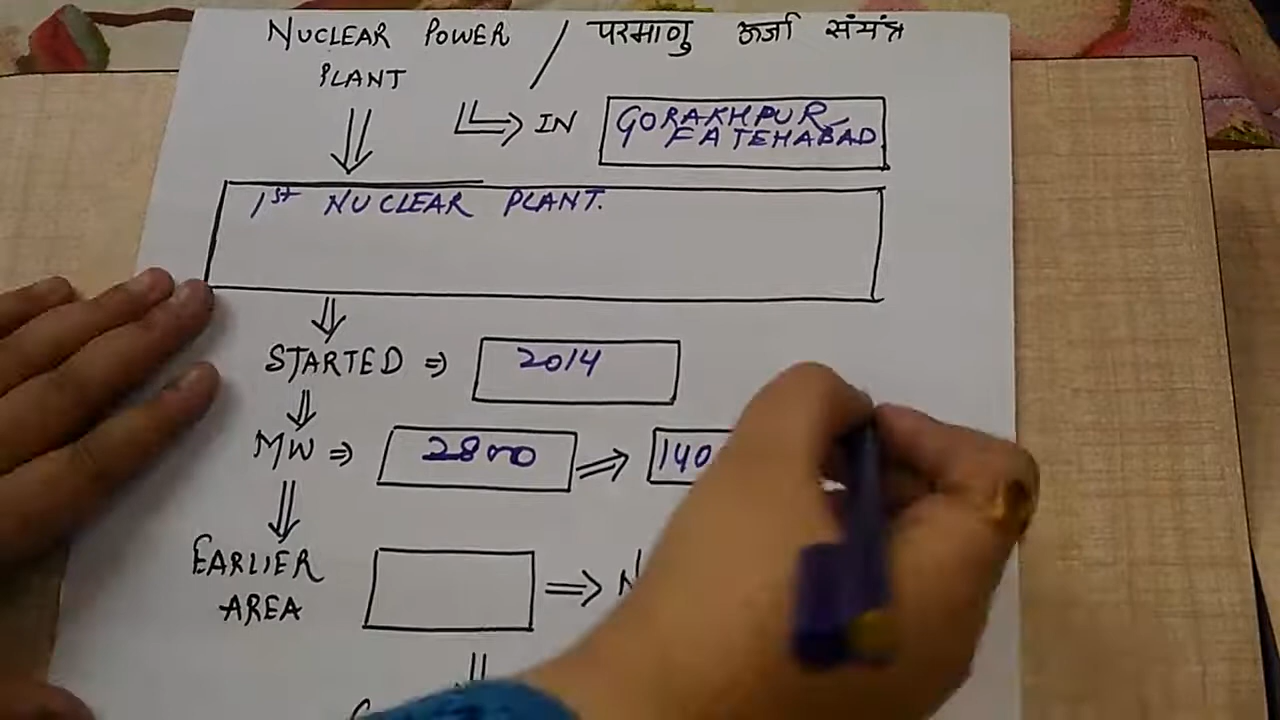 NUCLEAR POWER / परमाणु ऊर्जा संयंत्र
PLANT
IN GORAKHPUR
FATEHABAD
1st NUCLEAR PLANT.
STARTED ⇒ 2014
MW ⇒ 2800 ⇒ 140
EARLIER ⇒ N
AREA